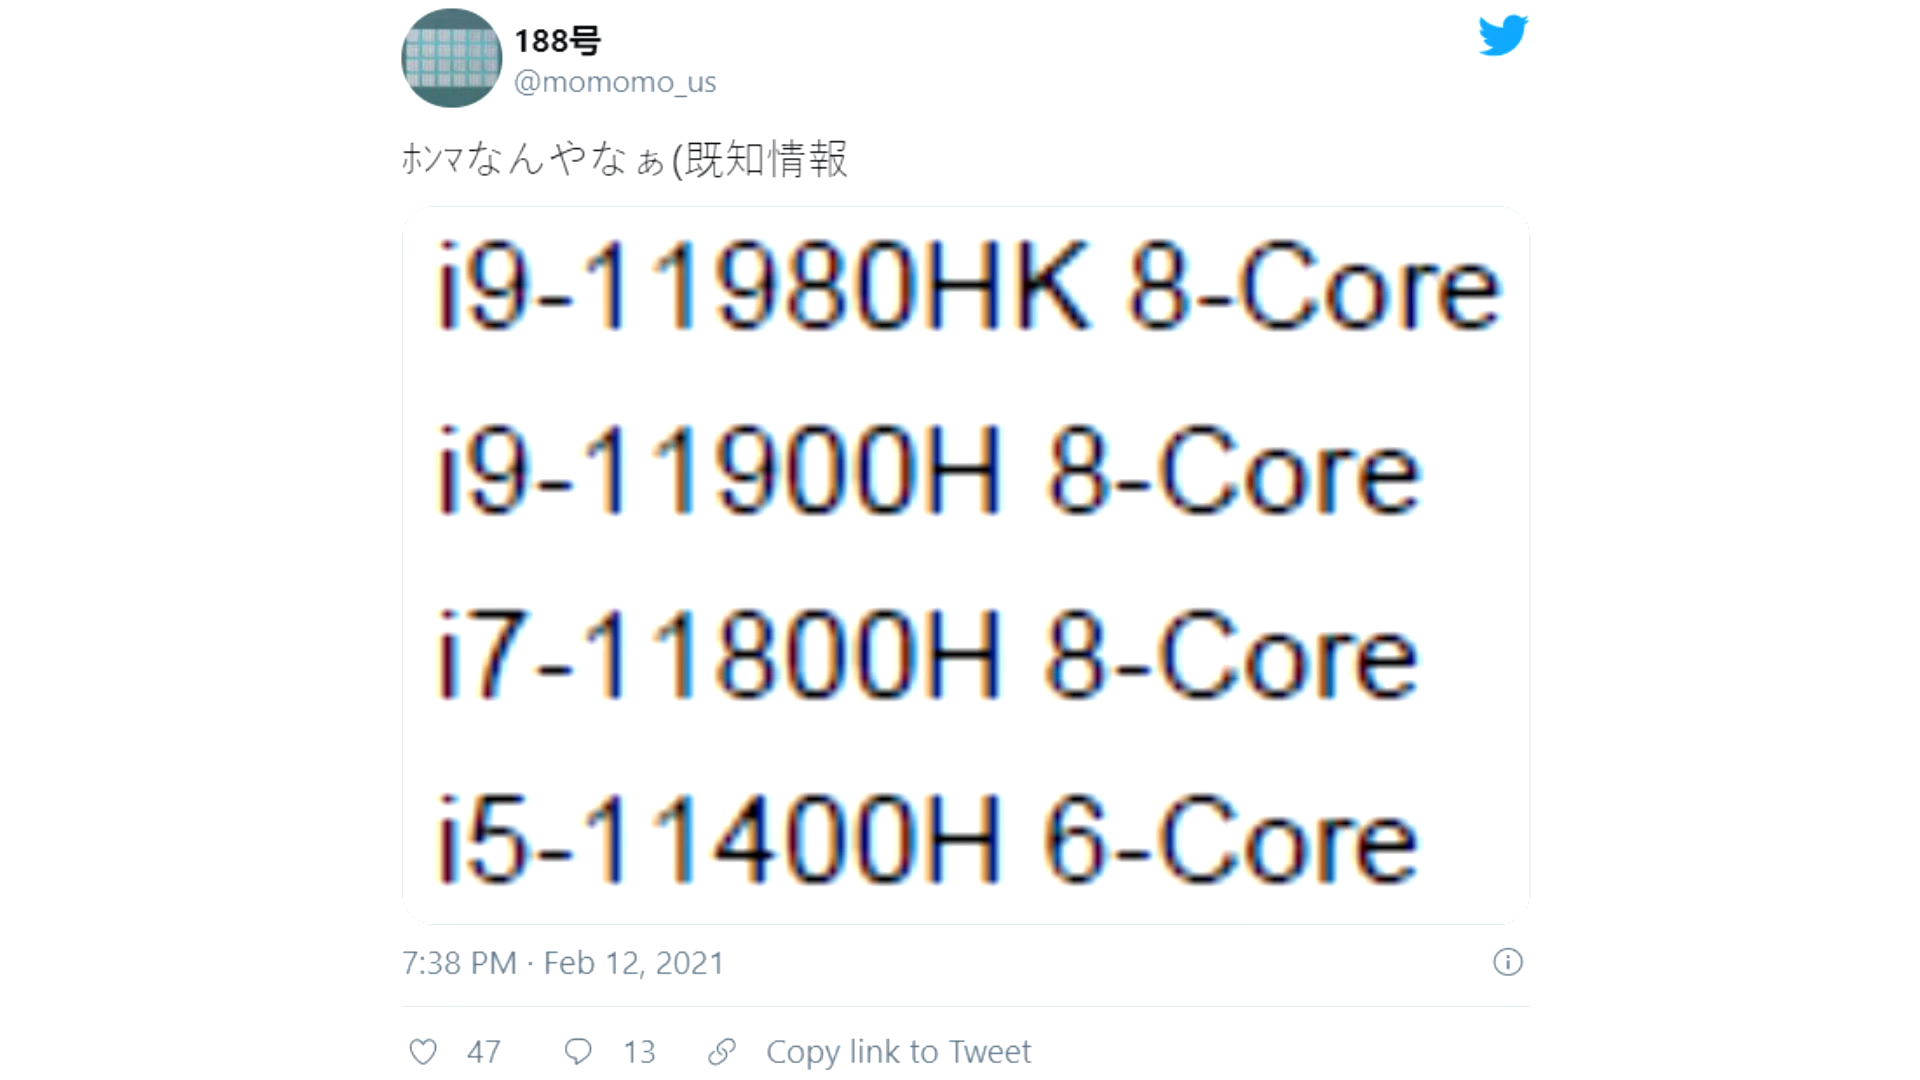 188号
@momomo_us
ﾎﾝﾏなんやなぁ(既知情報
i9-11980HK 8-Core
i9-11900H 8-Core
i7-11800H 8-Core
i5-11400H 6-Core
7:38 PM · Feb 12, 2021
47 13 Copy link to Tweet